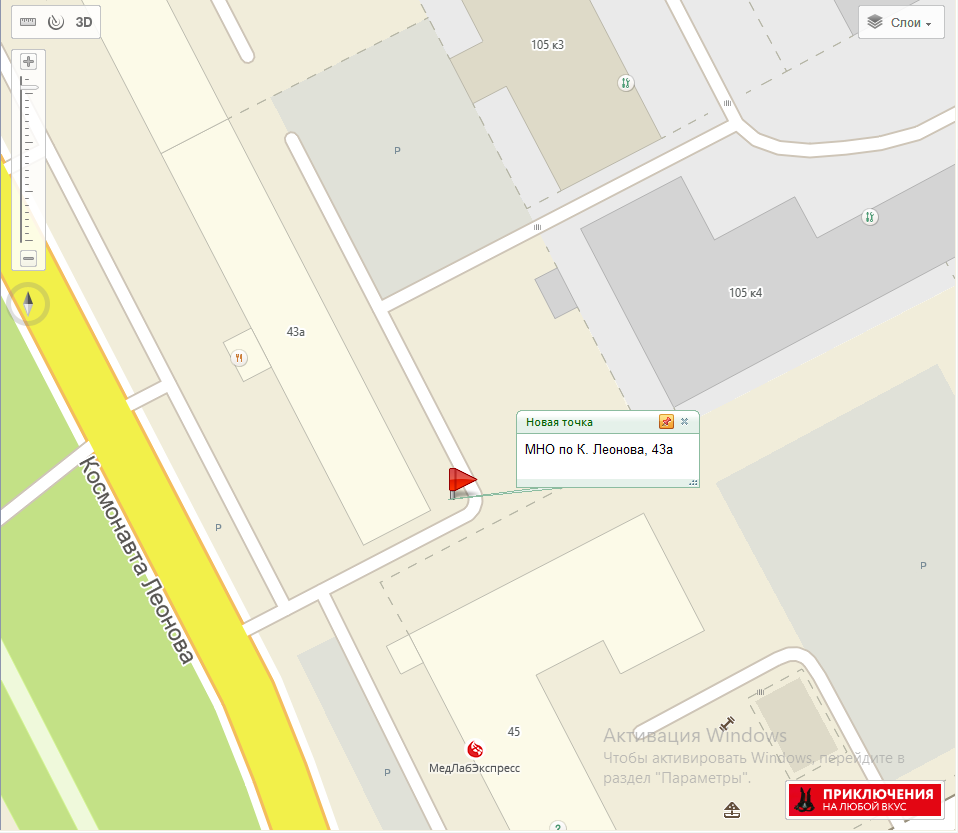 3D
Слои
105 к3
P
43а
105 к4
Новая точка
МНО по К. Леонова, 43а
P
P
Космонавта Леонова
45
МедЛабЭкспресс
P
Активация Windows
Чтобы активировать Windows, перейдите в
раздел "Параметры".
ПРИКЛЮЧЕНИЯ
НА ЛЮБОЙ ВКУС
?